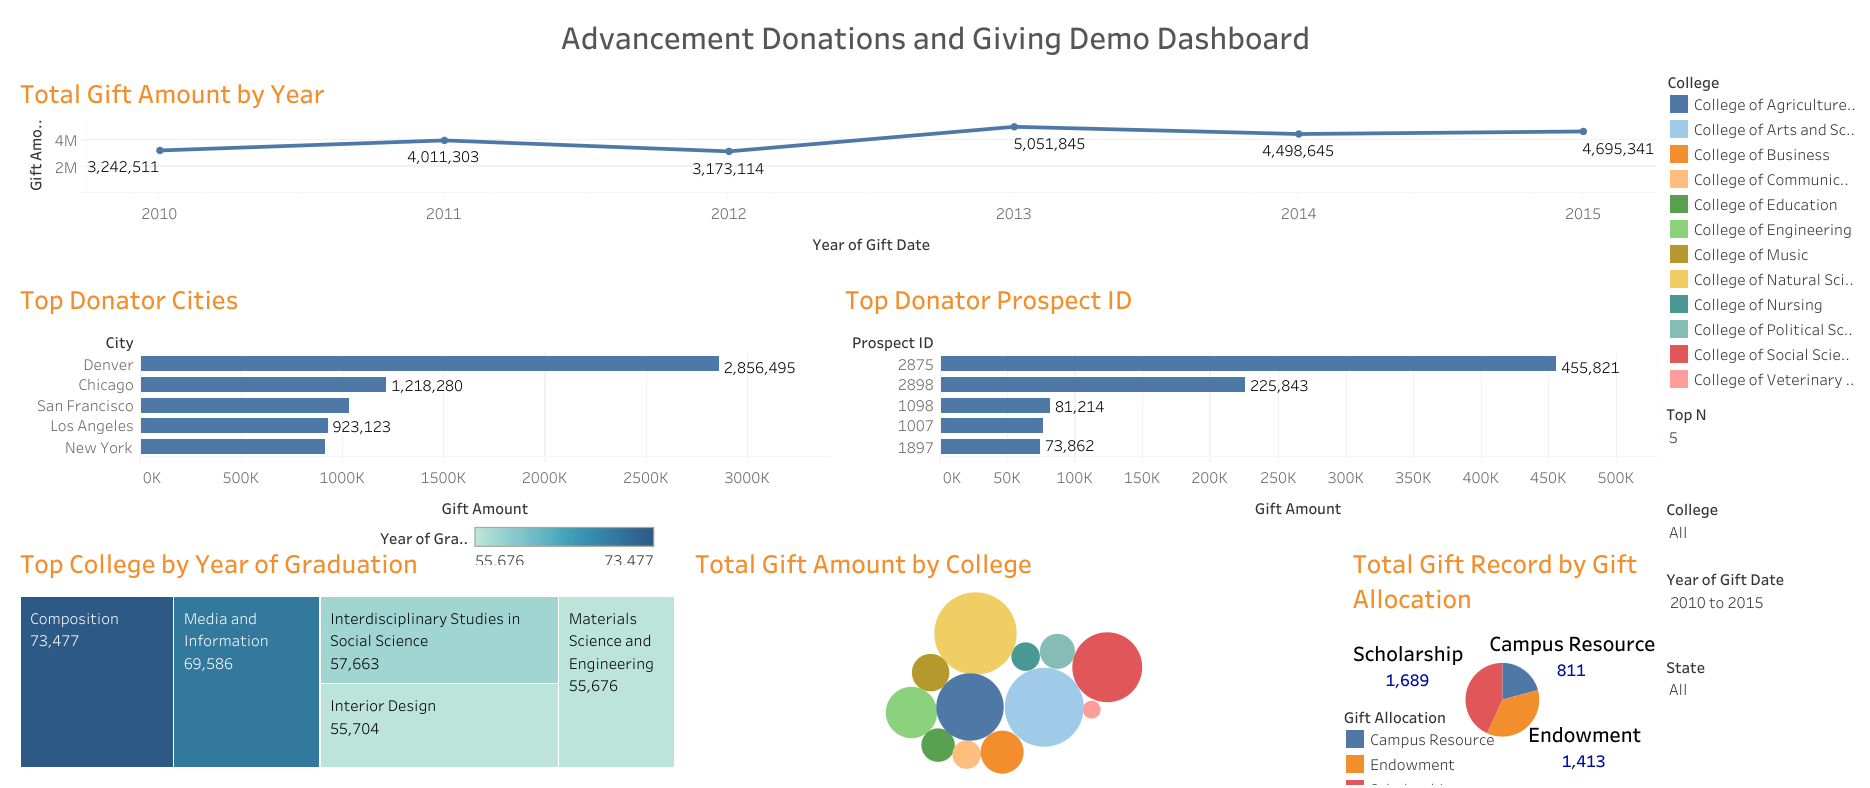 Advancement Donations and Giving Demo Dashboard
Total Gift Amount by Year
Gift Amo..
4M
2M
3,242,511
4,011,303
3,173,114
5,051,845
4,498,645
4,695,341
2010
2011
2012
2013
2014
2015
Year of Gift Date
College
College of Agriculture..
College of Arts and Sc..
College of Business
College of Communic..
College of Education
College of Engineering
College of Music
College of Natural Sci..
College of Nursing
College of Political Sc..
College of Social Scie..
College of Veterinary ..
Top N
5
College
All
Year of Gift Date
2010 to 2015
State
All
Top Donator Cities
City
Denver
2,856,495
Chicago
1,218,280
San Francisco
Los Angeles
923,123
New York
0K
500K
1000K
1500K
2000K
2500K
3000K
Gift Amount
Top Donator Prospect ID
Prospect ID
2875
455,821
2898
225,843
1098
81,214
1007
1897
73,862
0K
50K
100K
150K
200K
250K
300K
350K
400K
450K
500K
Gift Amount
Year of Gra..
55,676
73,477
Top College by Year of Graduation
Composition
73,477
Media and
Information
69,586
Interdisciplinary Studies in
Social Science
57,663
Interior Design
55,704
Materials
Science and
Engineering
55,676
Total Gift Amount by College
Total Gift Record by Gift
Allocation
Scholarship
1,689
Campus Resource
811
Endowment
1,413
Gift Allocation
Campus Resource
Endowment